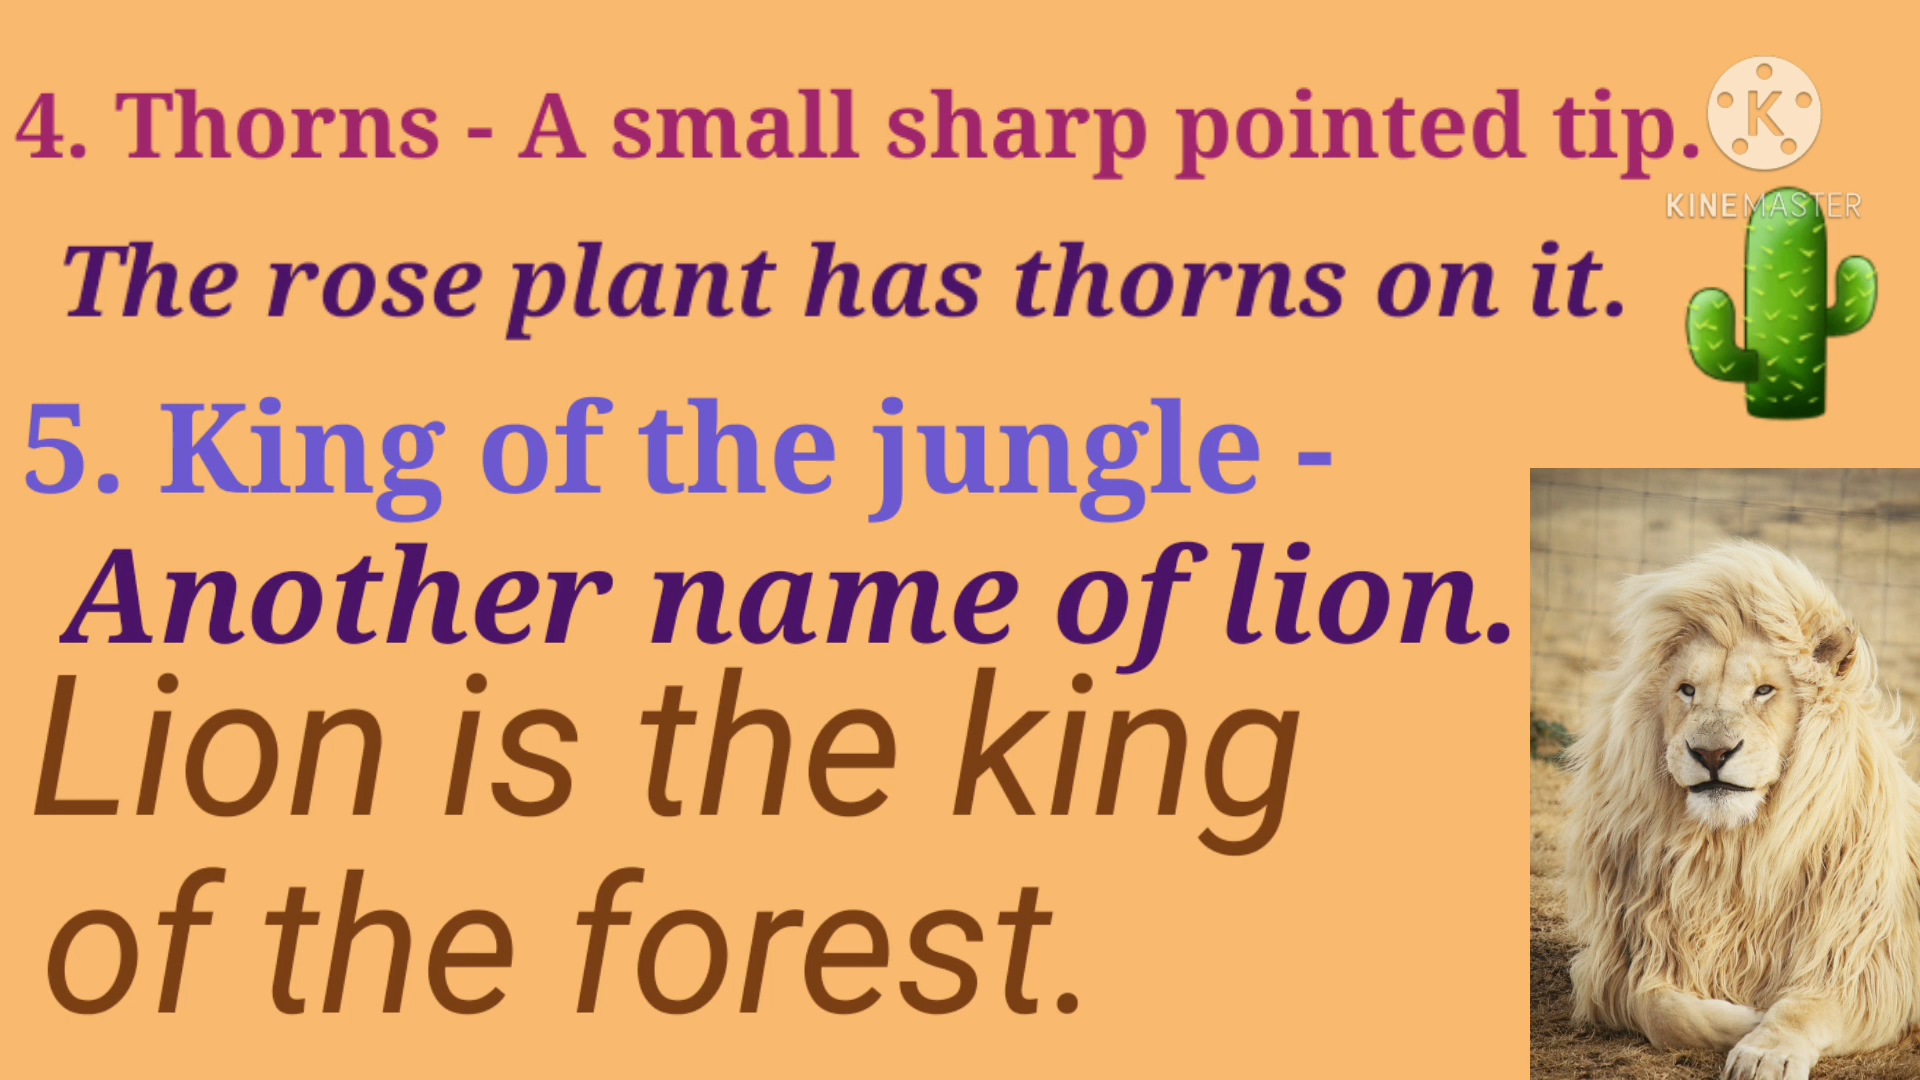 4. Thorns - A small sharp pointed tip.
K
KINEMASTER
The rose plant has thorns on it.
5. King of the jungle -
Another name of lion.
Lion is the king
of the forest.